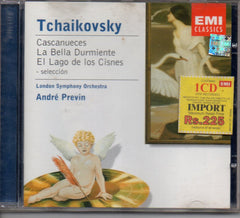 Tchaikovsky
EMI
CLASSICS
Cascanueces
La Bella Durmiente
El Lago de los Cisnes
- selección
London Symphony Orchestra
André Previn
1CD
IMPORT
Rs.225